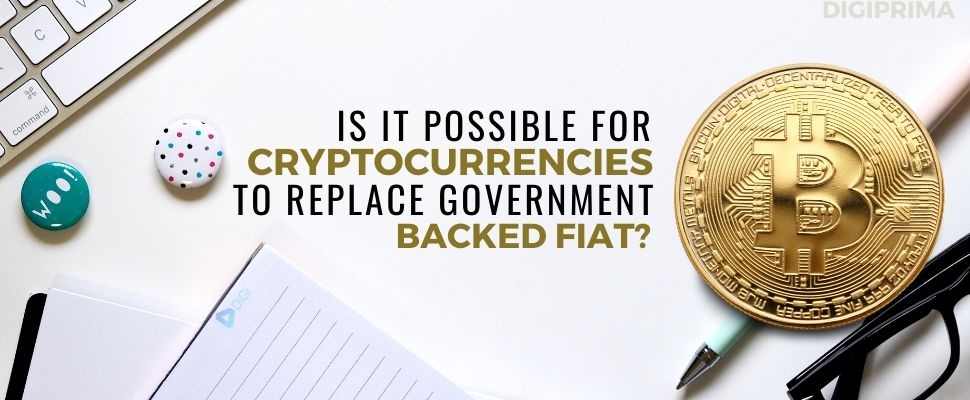 DIGIPRIMA
C
V
⌘
command
WOO!
IS IT POSSIBLE FOR
CRYPTOCURRENCIES
TO REPLACE GOVERNMENT
BACKED FIAT?
BITCOIN·DIGITAL·DECENTRALIZED·PEER TO PEER
DIGI